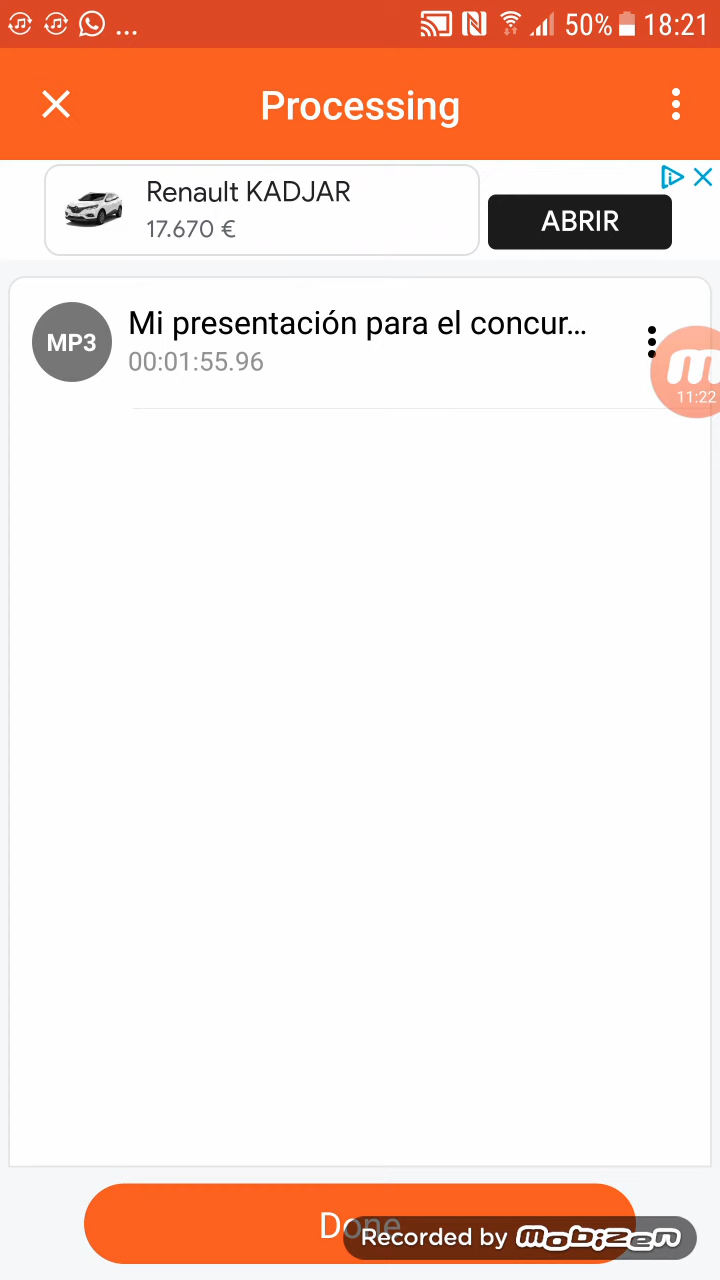 ... 50% 18:21
Processing
Renault KADJAR
17.670 €
ABRIR
MP3
Mi presentación para el concur...
00:01:55.96
m
11:22
Done
Recorded by mobizen